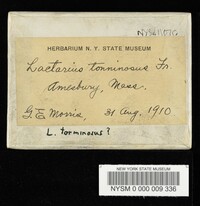 HERBARIUM N. Y. STATE MUSEUM
Lactarius torminosus Fr.
Amesbury, Mass.
G. E. Morris, 31 Aug. 1910
L. torminosus?
NEW YORK STATE MUSEUM
NYSM 0 000 009 336